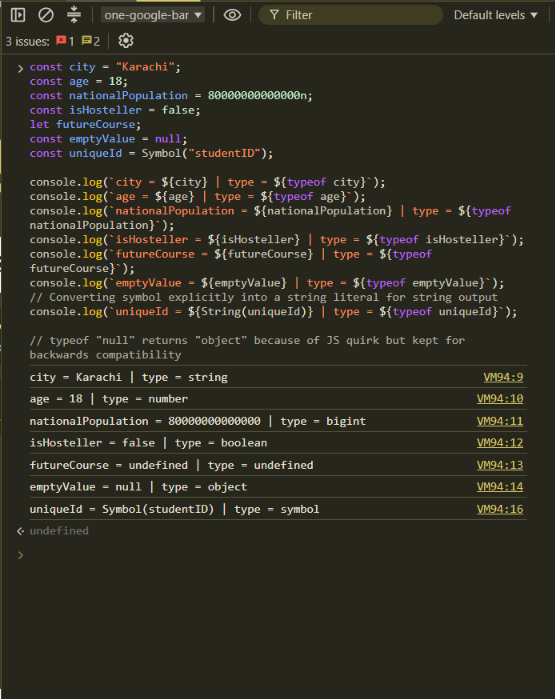 one-google-bar Filter Default levels
3 issues: 1 2
const city = "Karachi";
const age = 18;
const nationalPopulation = 80000000000000n;
const isHosteller = false;
let futureCourse;
const emptyValue = null;
const uniqueId = Symbol("studentID");
console.log(`city = ${city} | type = ${typeof city}`);
console.log(`age = ${age} | type = ${typeof age}`);
console.log(`nationalPopulation = ${nationalPopulation} | type = ${typeof
nationalPopulation}`);
console.log(`isHosteller = ${isHosteller} | type = ${typeof isHosteller}`);
console.log(`futureCourse = ${futureCourse} | type = ${typeof
futureCourse}`);
console.log(`emptyValue = ${emptyValue} | type = ${typeof emptyValue}`);
// Converting symbol explicitly into a string literal for string output
console.log(`uniqueId = ${String(uniqueId)} | type = ${typeof uniqueId}`);
// typeof "null" returns "object" because of JS quirk but kept for
backwards compatibility
city = Karachi | type = string VM94:9
age = 18 | type = number VM94:10
nationalPopulation = 80000000000000 | type = bigint VM94:11
isHosteller = false | type = boolean VM94:12
futureCourse = undefined | type = undefined VM94:13
emptyValue = null | type = object VM94:14
uniqueId = Symbol(studentID) | type = symbol VM94:16
undefined